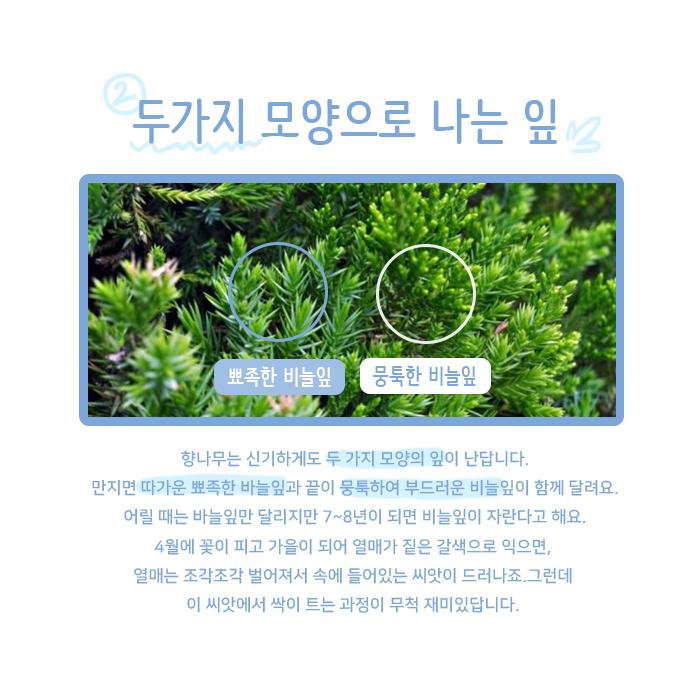 2
두가지 모양으로 나는 잎
뾰족한 비늘잎
뭉툭한 비늘잎
향나무는 신기하게도 두 가지 모양의 잎이 난답니다.
만지면 따가운 뾰족한 바늘잎과 끝이 뭉툭하여 부드러운 비늘잎이 함께 달려요.
어릴 때는 바늘잎만 달리지만 7~8년이 되면 비늘잎이 자란다고 해요.
4월에 꽃이 피고 가을이 되어 열매가 짙은 갈색으로 익으면,
열매는 조각조각 벌어져서 속에 들어있는 씨앗이 드러나죠.그런데
이 씨앗에서 싹이 트는 과정이 무척 재미있답니다.